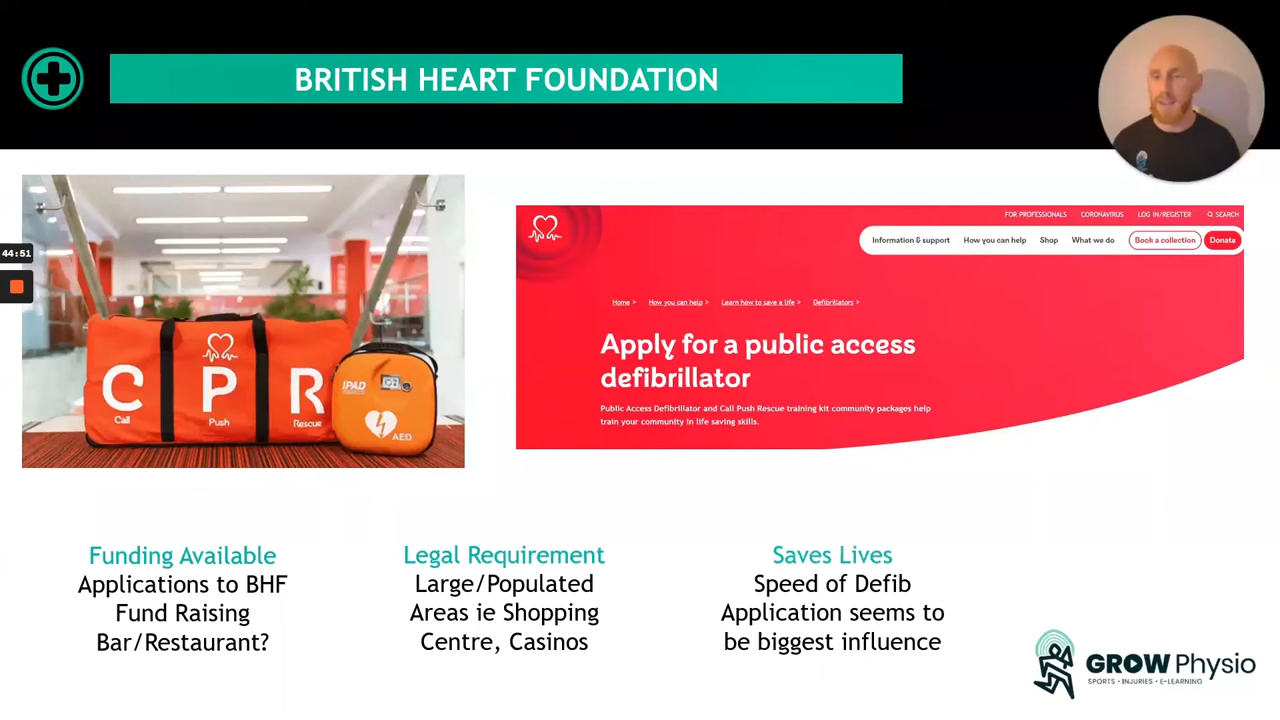 BRITISH HEART FOUNDATION
44:51
C P R
Call Push Rescue
iPAD
AED
FOR PROFESSIONALS CORONAVIRUS LOG IN/REGISTER SEARCH
Information & support How you can help Shop What we do Book a collection Donate
Home > How you can help > Learn how to save a life > Defibrillators >
Apply for a public access
defibrillator
Public Access Defibrillator and Call Push Rescue training kit community packages help
train your community in life saving skills.
Funding Available
Applications to BHF
Fund Raising
Bar/Restaurant?
Legal Requirement
Large/Populated
Areas ie Shopping
Centre, Casinos
Saves Lives
Speed of Defib
Application seems to
be biggest influence
GROW Physio
SPORTS • INJURIES • E-LEARNING